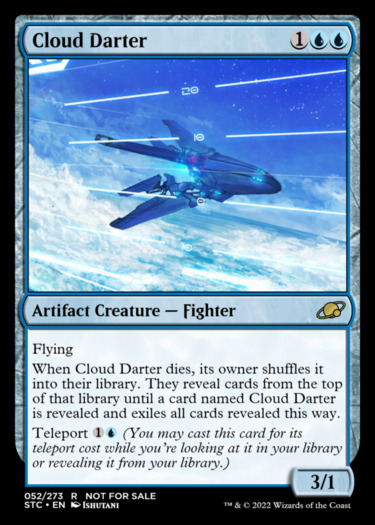 Cloud Darter 1
20
10
Artifact Creature — Fighter
Flying
When Cloud Darter dies, its owner shuffles it
into their library. They reveal cards from the top
of that library until a card named Cloud Darter
is revealed and exiles all cards revealed this way.
Teleport 1 (You may cast this card for its
teleport cost while you're looking at it in your library
or revealing it from your library.)
3/1
052/273 R NOT FOR SALE
STC • EN Ishutani
™ & © 2022 Wizards of the Coast